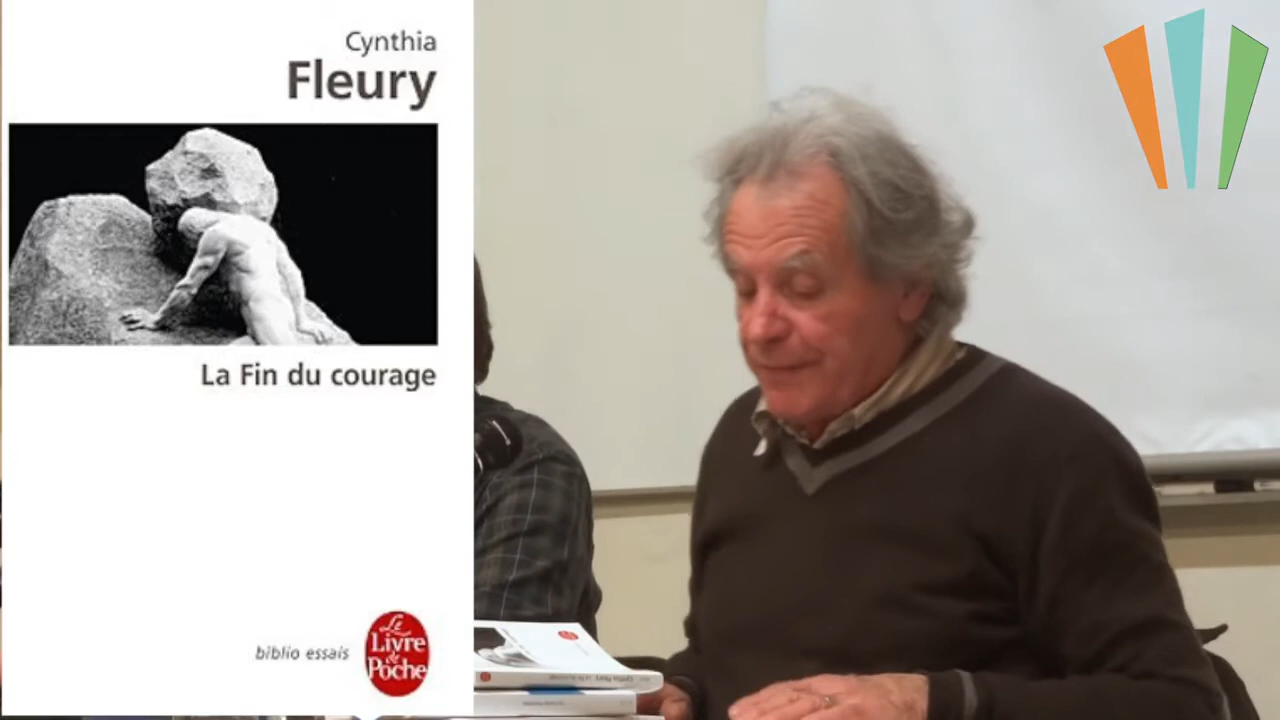 Cynthia
Fleury
La Fin du courage
biblio essais
Le
Livre
de
Poche